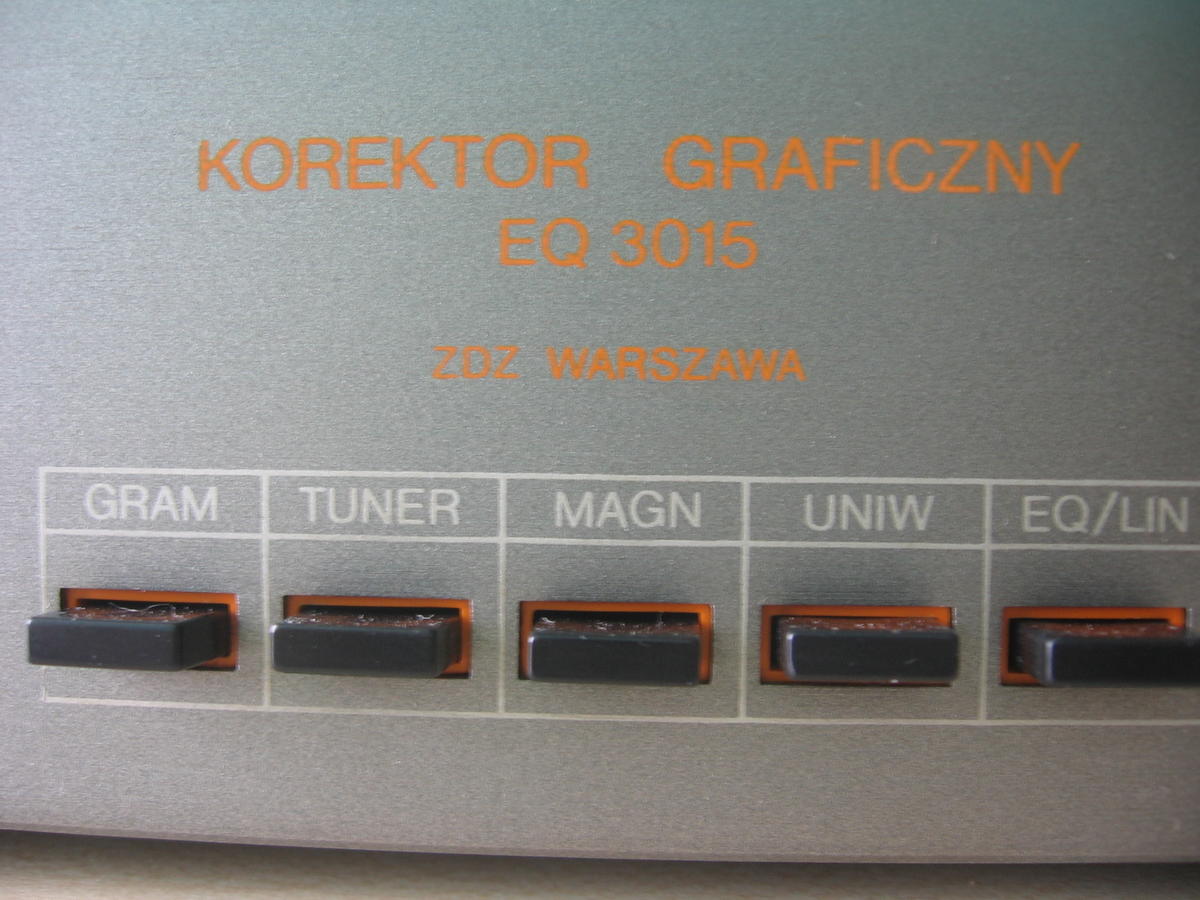 KOREKTOR GRAFICZNY
EQ 3015
ZDZ WARSZAWA
GRAM TUNER MAGN UNIW EQ/LIN